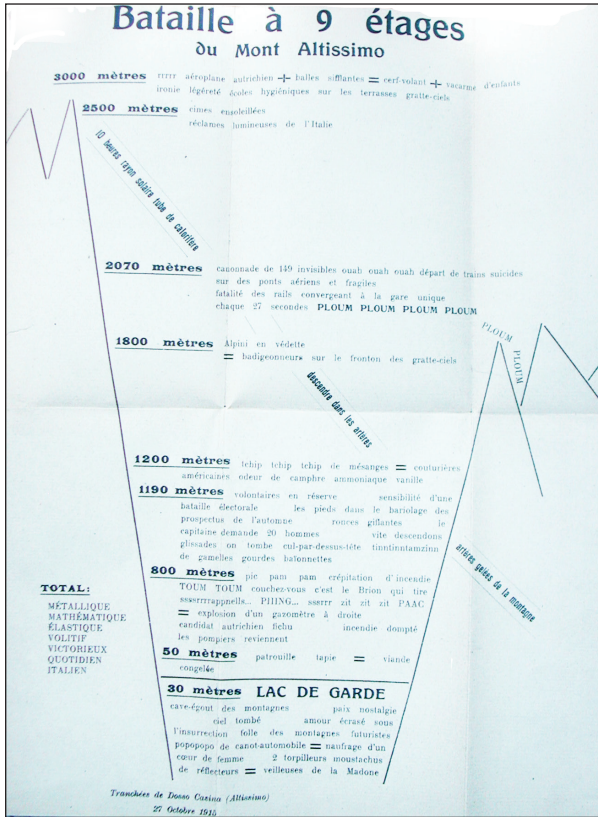 Bataille à 9 étages
du Mont Altissimo
3000 mètres rrrrr aéroplane autrichien + balles sifflantes = cerf-volant + vacarme d'enfants
ironie légéreté écoles hygiéniques sur les terrasses gratte-ciels
2500 mètres cimes ensoleillées
réclames lumineuses de l'Italie
10 heures rayon solaire tube de calorifère
2070 mètres canonnade de 149 invisibles ouah ouah ouah départ de trains suicides
sur des ponts aériens et fragiles
fatalité des rails convergeant à la gare unique
chaque 27 secondes PLOUM PLOUM PLOUM PLOUM
PLOUM
PLOUM
1800 mètres Alpini en védette
= badigeonneurs sur le fronton des gratte-ciels
descendre dans les artères
1200 mètres tchip tchip tchip de mésanges = couturières
américaines odeur de camphre ammoniaque vanille
1190 mètres volontaires en réserve sensibilité d'une
bataille électorale les pieds dans le bariolage des
prospectus de l'automne ronces giflantes le
capitaine demande 20 hommes vite descendons
glissades on tombe cul-par-dessus-tête tinntinntamzinn
de gamelles gourdes baïonnettes
artères gelées de la montagne
800 mètres pic pam pam crépitation d'incendie
TOUM TOUM couchez-vous c'est le Brion qui tire
ssssrrrrappnells... PIIING... sssrrr zit zit zit PAAC
= explosion d'un gazomètre à droite
candidat autrichien fichu incendie dompté
les pompiers reviennent
50 mètres patrouille tapie = viande
congelée
30 mètres LAC DE GARDE
cave-égout des montagnes paix nostalgie
ciel tombé amour écrasé sous
l'insurrection folle des montagnes futuristes
popopopo de canot-automobile = naufrage d'un
cœur de femme 2 torpilleurs moustachus
de réflecteurs = veilleuses de la Madone
TOTAL:
MÉTALLIQUE
MATHÉMATIQUE
ÉLASTIQUE
VOLITIF
VICTORIEUX
QUOTIDIEN
ITALIEN
Tranchées de Dosso Casina (Altissimo)
27 Octobre 1915